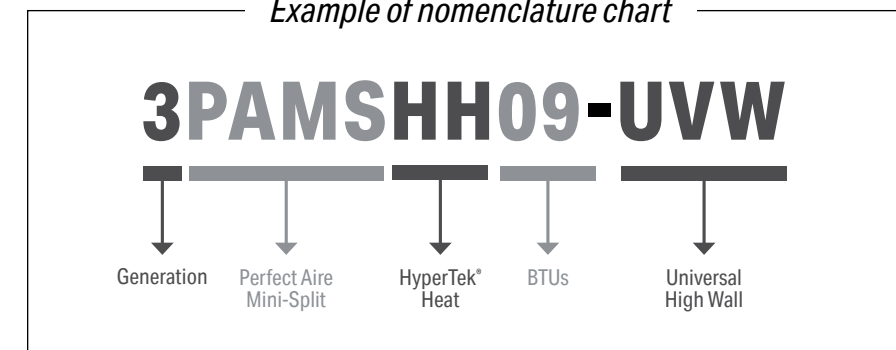 Example of nomenclature chart
3PAMSHH09-UVW
Generation
Perfect Aire
Mini-Split
HyperTek®
Heat
BTUs
Universal
High Wall